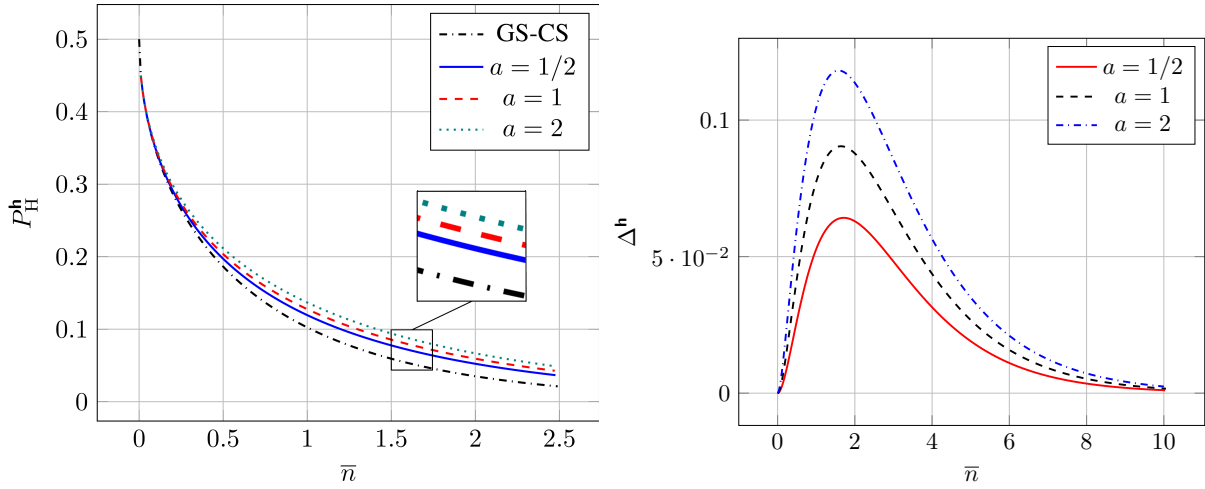 GS-CS
a = 1/2
a = 1
a = 2
0.5
0.4
0.3
0.2
0.1
0
P_H^h
0 0.5 1 1.5 2 2.5
n̅
a = 1/2
a = 1
a = 2
0.1
5 · 10^−2
0
Δ^h
0 2 4 6 8 10
n̅